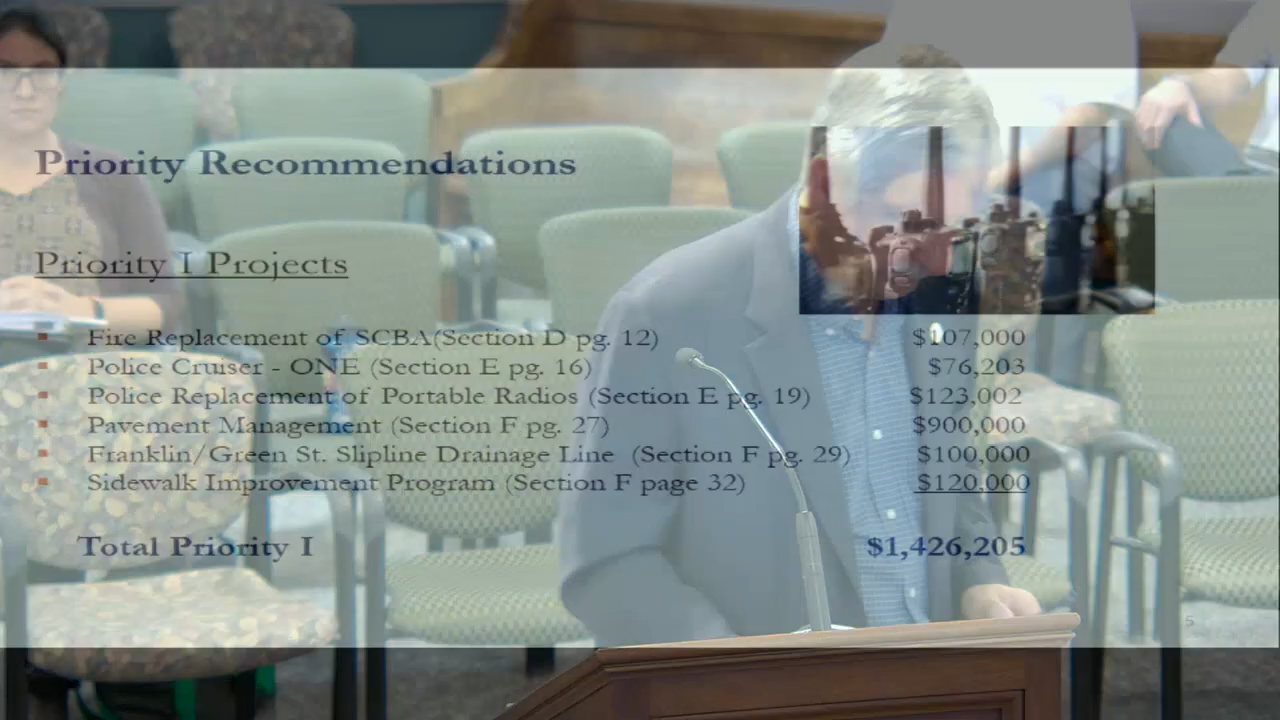 Priority Recommendations
Priority I Projects
▪ Fire Replacement of SCBA(Section D pg. 12) $107,000
▪ Police Cruiser - ONE (Section E pg. 16) $76,203
▪ Police Replacement of Portable Radios (Section E pg. 19) $123,002
▪ Pavement Management (Section F pg. 27) $900,000
▪ Franklin/Green St. Slipline Drainage Line (Section F pg. 29) $100,000
▪ Sidewalk Improvement Program (Section F page 32) $120,000
Total Priority I $1,426,205
5